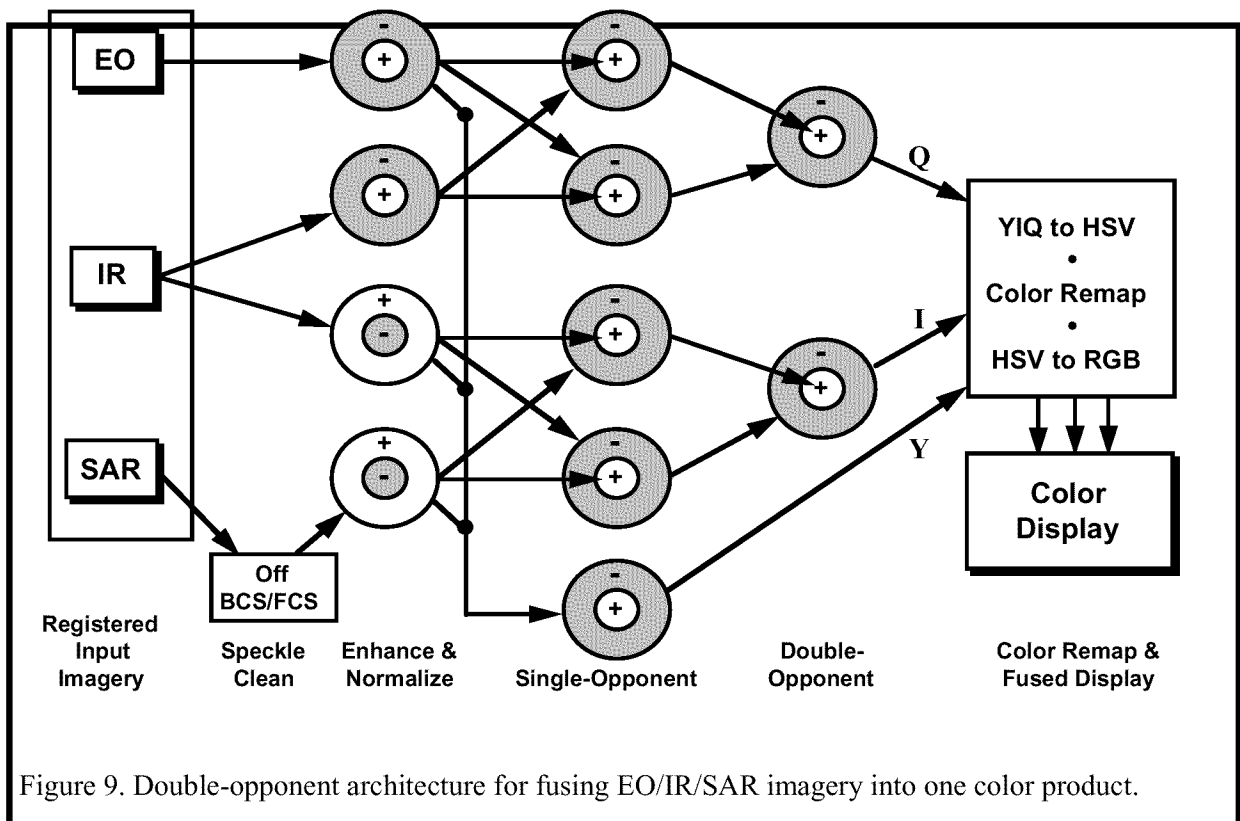 EO
IR
SAR
Off
BCS/FCS
-
+
-
+
+
-
+
-
-
+
-
+
-
+
-
+
-
+
-
+
-
+
Q
I
Y
YIQ to HSV
•
Color Remap
•
HSV to RGB
Color
Display
Registered
Input
Imagery
Speckle
Clean
Enhance &
Normalize
Single-Opponent
Double-
Opponent
Color Remap &
Fused Display
Figure 9. Double-opponent architecture for fusing EO/IR/SAR imagery into one color product.